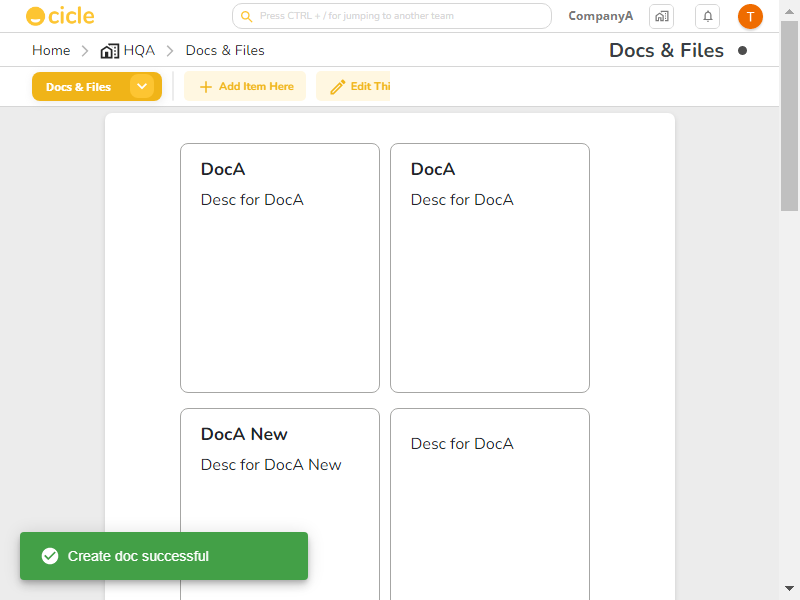 cicle
Press CTRL + / for jumping to another team
CompanyA
T
Home
HQA
Docs & Files
Docs & Files
Docs & Files
Add Item Here
Edit Thi
DocA
Desc for DocA
DocA
Desc for DocA
DocA New
Desc for DocA New
Desc for DocA
Create doc successful